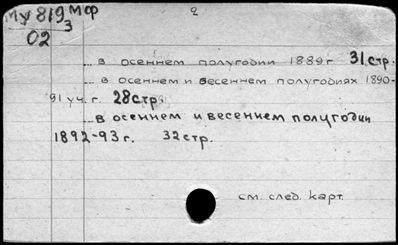 Му 819 МФ 2
3
02
... в осеннем полугодии 1889 г 31 стр.
... в осеннем и весеннем полугодиях 1890-
91 уч. г. 28 стр.
... в осеннем и весеннем полугодии
1892-93 г. 32 стр.
см. след. карт.